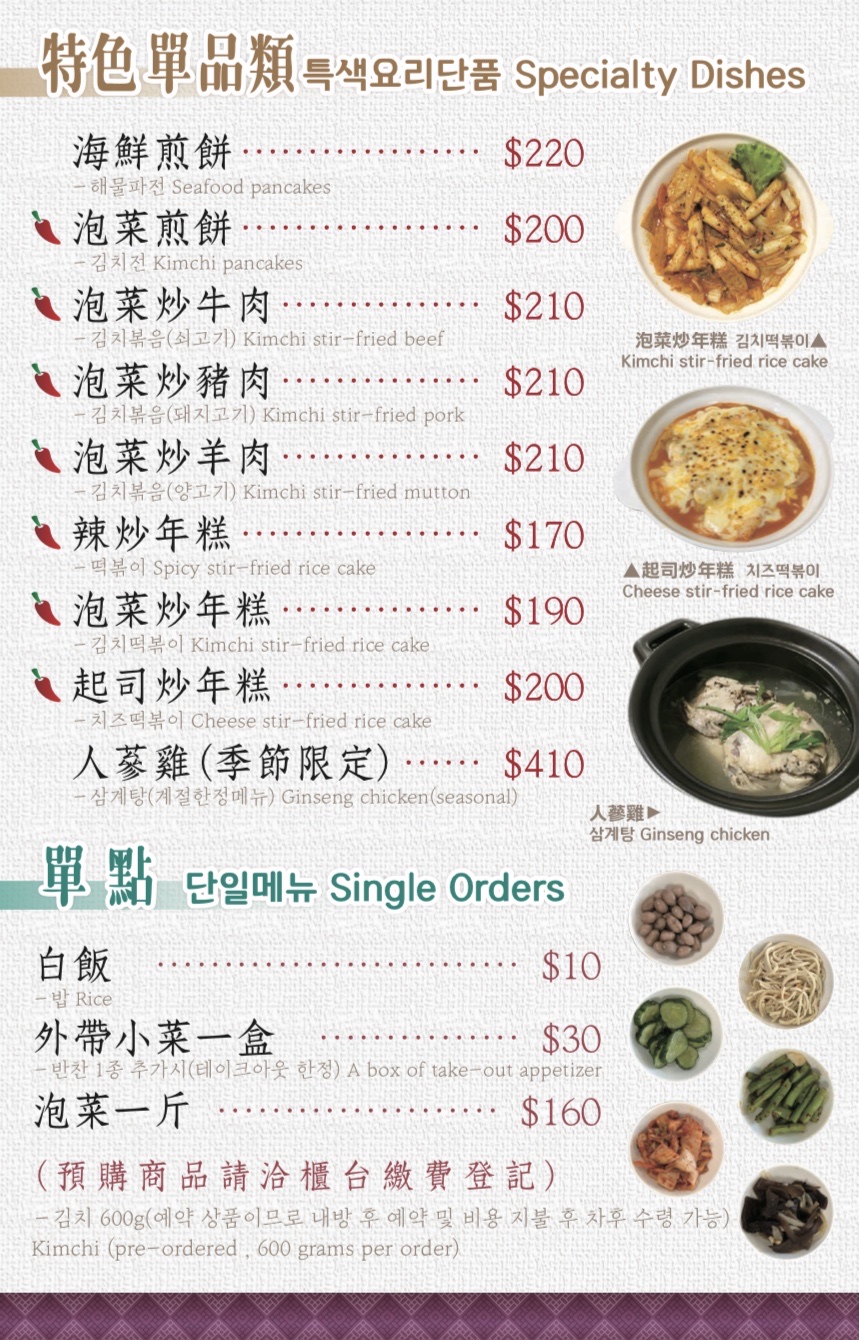 特色單品類 특색요리단품 Specialty Dishes
海鮮煎餅 ·················· $220
-해물파전 Seafood pancakes
泡菜煎餅 ·················· $200
-김치전 Kimchi pancakes
泡菜炒牛肉 ··············· $210
-김치볶음(쇠고기) Kimchi stir-fried beef
泡菜炒豬肉 ··············· $210
-김치볶음(돼지고기) Kimchi stir-fried pork
泡菜炒羊肉 ··············· $210
-김치볶음(양고기) Kimchi stir-fried mutton
辣炒年糕 ·················· $170
-떡볶이 Spicy stir-fried rice cake
泡菜炒年糕 ··············· $190
-김치떡볶이 Kimchi stir-fried rice cake
起司炒年糕 ··············· $200
-치즈떡볶이 Cheese stir-fried rice cake
人蔘雞(季節限定) ······ $410
-삼계탕(계절한정메뉴) Ginseng chicken(seasonal)
泡菜炒年糕 김치떡볶이▲
Kimchi stir-fried rice cake
▲起司炒年糕 치즈떡볶이
Cheese stir-fried rice cake
人蔘雞▶
삼계탕 Ginseng chicken
單點 단일메뉴 Single Orders
白飯 ··························· $10
-밥 Rice
外帶小菜一盒 ··············· $30
-반찬 1종 추가시(테이크아웃 한정) A box of take-out appetizer
泡菜一斤 ····················· $160
(預購商品請洽櫃台繳費登記)
-김치 600g(예약 상품이므로 내방 후 예약 및 비용 지불 후 차후 수령 가능)
Kimchi (pre-ordered , 600 grams per order)